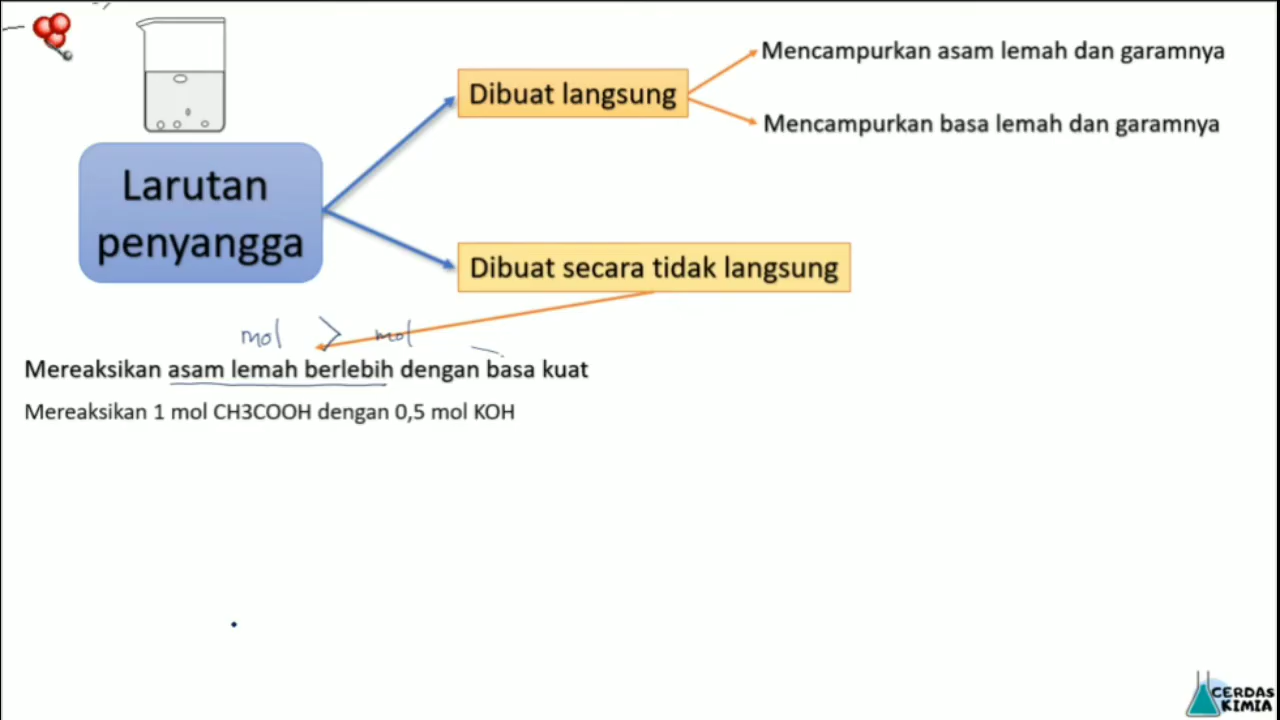 Mencampurkan asam lemah dan garamnya
Dibuat langsung
Mencampurkan basa lemah dan garamnya
Larutan
penyangga
Dibuat secara tidak langsung
mol > mol
Mereaksikan asam lemah berlebih dengan basa kuat
Mereaksikan 1 mol CH3COOH dengan 0,5 mol KOH
CERDAS
KIMIA